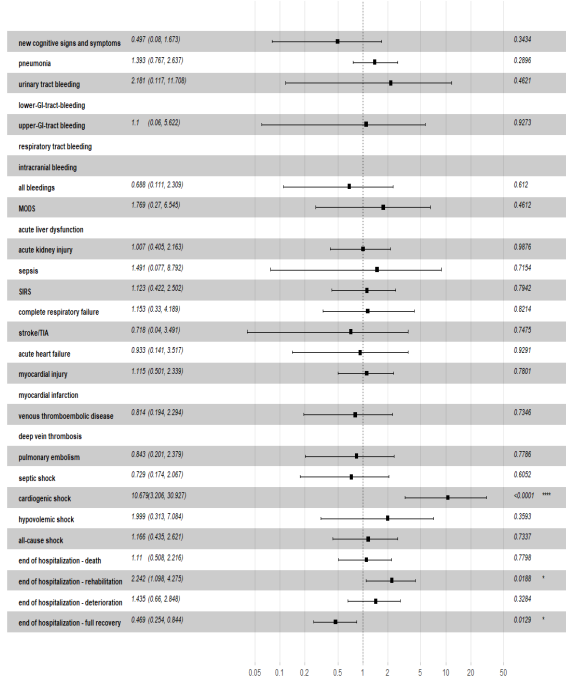 new cognitive signs and symptoms 0.497 (0.08, 1.673) 0.3434
pneumonia 1.393 (0.767, 2.637) 0.2896
urinary tract bleeding 2.181 (0.117, 11.708) 0.4621
lower-GI-tract-bleeding
upper-GI-tract bleeding 1.1 (0.06, 5.622) 0.9273
respiratory tract bleeding
intracranial bleeding
all bleedings 0.688 (0.111, 2.309) 0.612
MODS 1.769 (0.27, 6.545) 0.4612
acute liver dysfunction
acute kidney injury 1.007 (0.405, 2.163) 0.9876
sepsis 1.491 (0.077, 8.792) 0.7154
SIRS 1.123 (0.422, 2.502) 0.7942
complete respiratory failure 1.153 (0.33, 4.189) 0.8214
stroke/TIA 0.718 (0.04, 3.491) 0.7475
acute heart failure 0.933 (0.141, 3.517) 0.9291
myocardial injury 1.115 (0.501, 2.339) 0.7801
myocardial infarction
venous thromboembolic disease 0.814 (0.194, 2.294) 0.7346
deep vein thrombosis
pulmonary embolism 0.843 (0.201, 2.379) 0.7786
septic shock 0.729 (0.174, 2.067) 0.6052
cardiogenic shock 10.679(3.206, 30.927) <0.0001 ****
hypovolemic shock 1.999 (0.313, 7.084) 0.3593
all-cause shock 1.166 (0.435, 2.621) 0.7337
end of hospitalization - death 1.11 (0.508, 2.216) 0.7798
end of hospitalization - rehabilitation 2.242 (1.098, 4.275) 0.0188 *
end of hospitalization - deterioration 1.435 (0.66, 2.848) 0.3284
end of hospitalization - full recovery 0.469 (0.254, 0.844) 0.0129 *
0.05 0.1 0.2 0.5 1 2 5 10 20 50